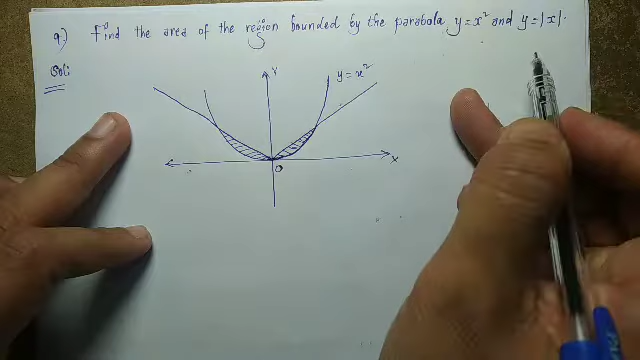 9) Find the area of the region bounded by the parabola y = x² and y = |x|.
Sol:
Y
y = x²
X
O